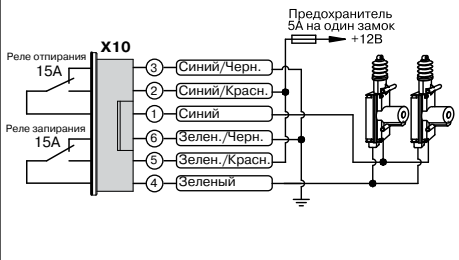 Предохранитель
5А на один замок
+12В
X10
Реле отпирания
15А
3 Синий/Черн.
2 Синий/Красн.
1 Синий
Реле запирания
15А
6 Зелен./Черн.
5 Зелен./Красн.
4 Зеленый